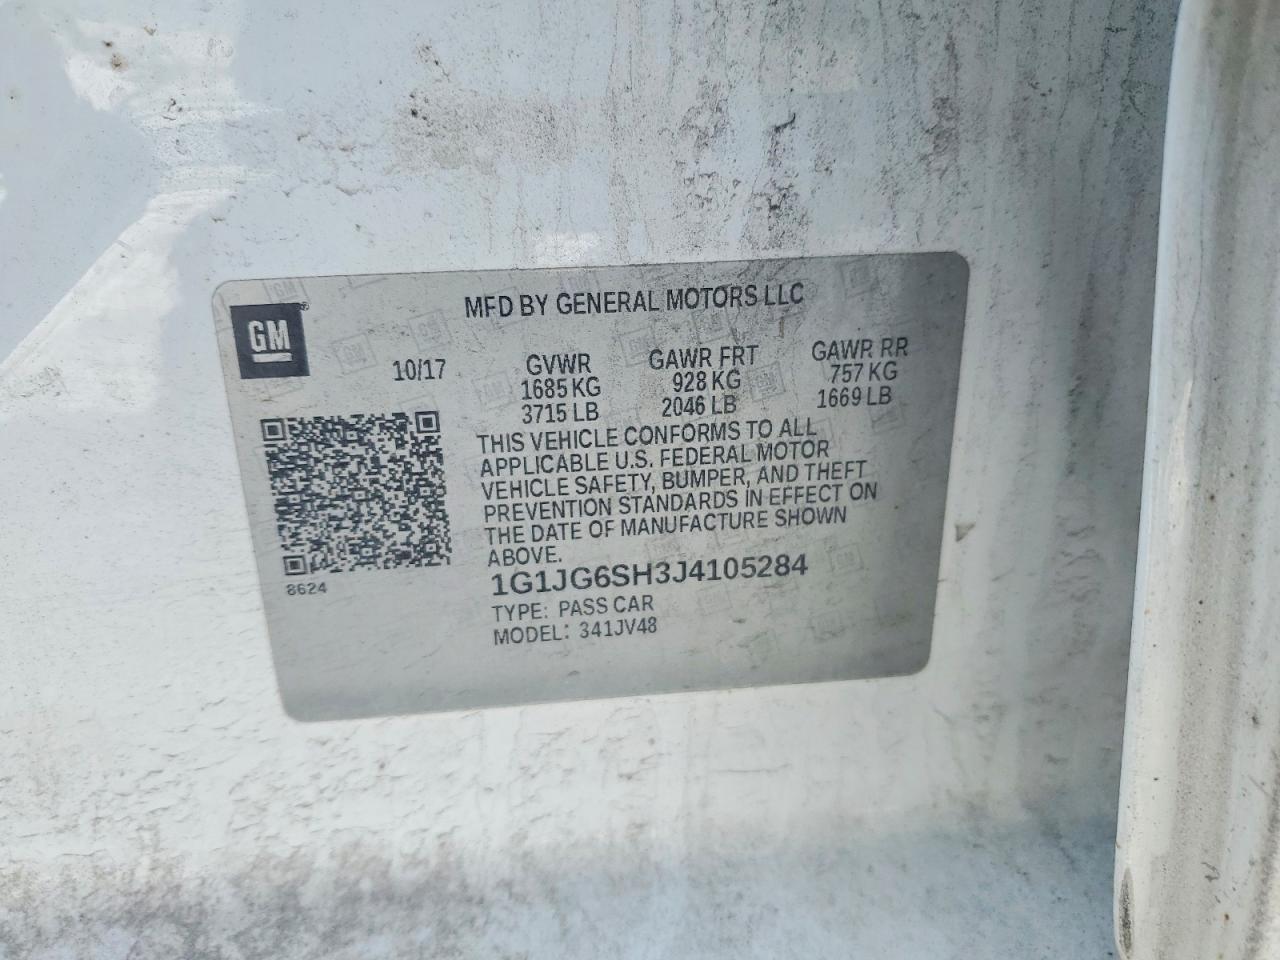 MFD BY GENERAL MOTORS LLC
GM®
10/17 GVWR GAWR FRT GAWR RR
1685 KG 928 KG 757 KG
3715 LB 2046 LB 1669 LB
THIS VEHICLE CONFORMS TO ALL
APPLICABLE U.S. FEDERAL MOTOR
VEHICLE SAFETY, BUMPER, AND THEFT
PREVENTION STANDARDS IN EFFECT ON
THE DATE OF MANUFACTURE SHOWN
ABOVE.
8624
1G1JG6SH3J4105284
TYPE: PASS CAR
MODEL: 341JV48